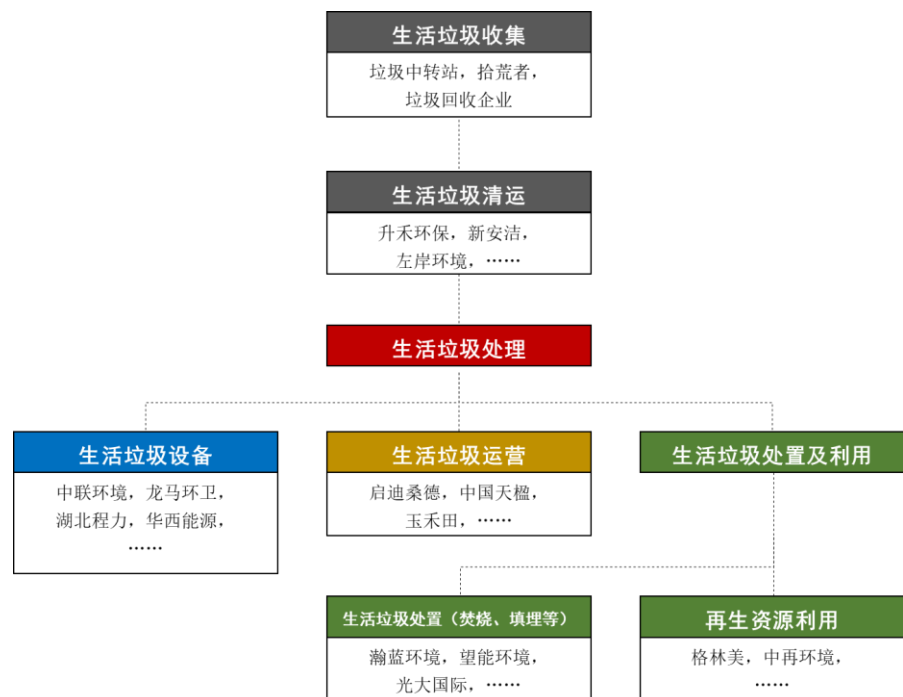 生活垃圾收集
垃圾中转站，拾荒者，
垃圾回收企业
生活垃圾清运
升禾环保，新安洁，
左岸环境，……
生活垃圾处理
生活垃圾设备
中联环境，龙马环卫，
湖北程力，华西能源，
……
生活垃圾运营
启迪桑德，中国天楹，
玉禾田，……
生活垃圾处置及利用
生活垃圾处置（焚烧、填埋等）
瀚蓝环境，望能环境，
光大国际，……
再生资源利用
格林美，中再环境，
……